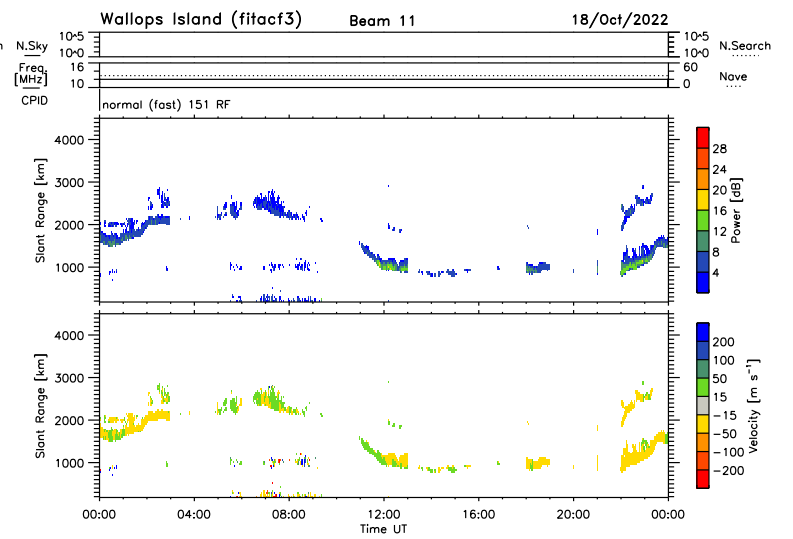 Wallops Island (fitacf3)
Beam 11
18/Oct/2022
n N.Sky
10^5
10^0
10^5
10^0
N.Search
Freq.
[MHz]
16
10
60
0
Nave
CPID
normal (fast) 151 RF
Slant Range [km]
4000
3000
2000
1000
28
24
20
16
12
8
4
Power [dB]
Slant Range [km]
4000
3000
2000
1000
200
100
50
15
-15
-50
-100
-200
Velocity [m s⁻¹]
00:00 04:00 08:00 12:00 16:00 20:00 00:00
Time UT